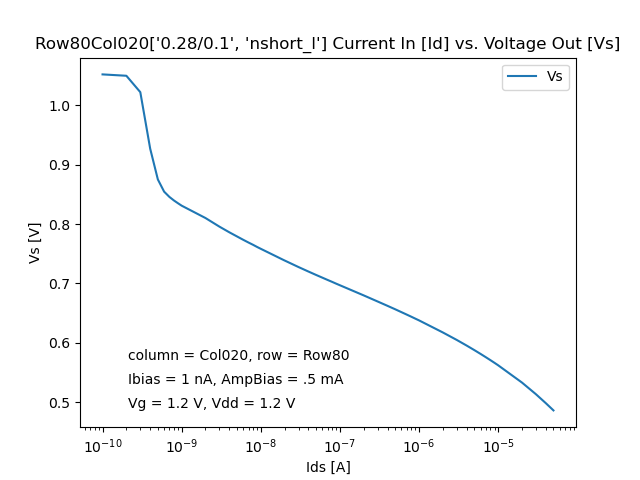 Row80Col020['0.28/0.1', 'nshort_l'] Current In [Id] vs. Voltage Out [Vs]
Vs
1.0
0.9
0.8
0.7
0.6
0.5
Vs [V]
column = Col020, row = Row80
Ibias = 1 nA, AmpBias = .5 mA
Vg = 1.2 V, Vdd = 1.2 V
10⁻¹⁰ 10⁻⁹ 10⁻⁸ 10⁻⁷ 10⁻⁶ 10⁻⁵
Ids [A]